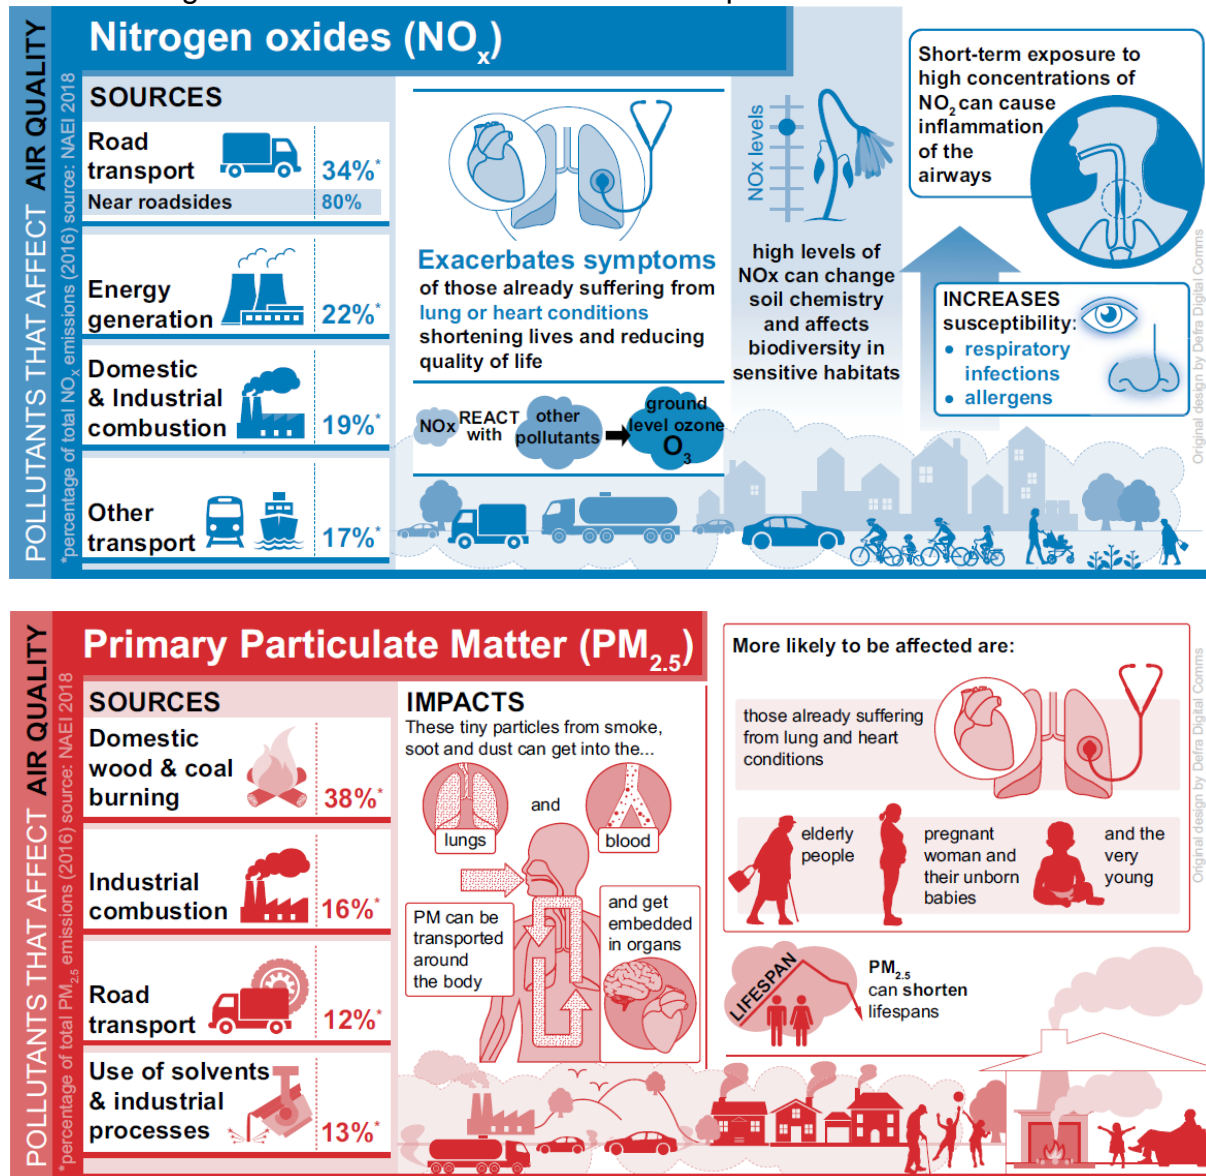 Nitrogen oxides (NOx)
POLLUTANTS THAT AFFECT AIR QUALITY
*percentage of total NOx emissions (2016) source: NAEI 2018
SOURCES
Road
transport
34%*
Near roadsides 80%
Energy
generation
22%*
Domestic
& Industrial
combustion
19%*
Other
transport
17%*
Exacerbates symptoms
of those already suffering from
lung or heart conditions
shortening lives and reducing
quality of life
NOx REACT
with
other
pollutants
ground
level ozone
O3
NOx levels
high levels of
NOx can change
soil chemistry
and affects
biodiversity in
sensitive habitats
Short-term exposure to
high concentrations of
NO2 can cause
inflammation
of the
airways
INCREASES
susceptibility:
• respiratory
infections
• allergens
Original design by Defra Digital Comms
Primary Particulate Matter (PM2.5)
POLLUTANTS THAT AFFECT AIR QUALITY
*percentage of total PM2.5 emissions (2016) source: NAEI 2018
SOURCES
Domestic
wood & coal
burning
38%*
Industrial
combustion
16%*
Road
transport
12%*
Use of solvents
& industrial
processes
13%*
IMPACTS
These tiny particles from smoke,
soot and dust can get into the...
lungs
and
blood
PM can be
transported
around
the body
and get
embedded
in organs
More likely to be affected are:
those already suffering
from lung and heart
conditions
elderly
people
pregnant
woman and
their unborn
babies
and the
very
young
LIFESPAN
PM2.5
can shorten
lifespans
Original design by Defra Digital Comms